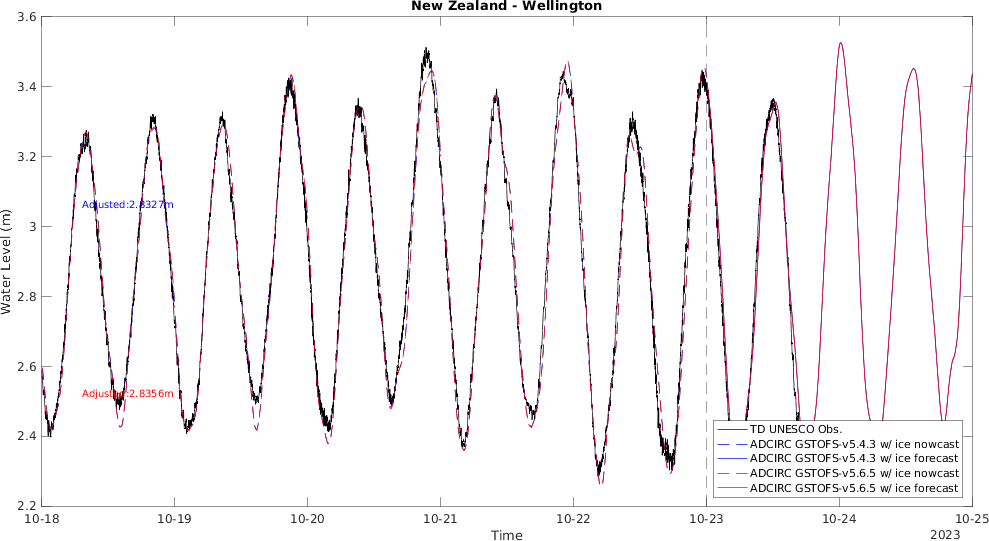 New Zealand - Wellington
3.6
3.4
3.2
3
2.8
2.6
2.4
2.2
Water Level (m)
Adjusted:2.8327m
Adjusted:2.8356m
TD UNESCO Obs.
ADCIRC GSTOFS-v5.4.3 w/ ice nowcast
ADCIRC GSTOFS-v5.4.3 w/ ice forecast
ADCIRC GSTOFS-v5.6.5 w/ ice nowcast
ADCIRC GSTOFS-v5.6.5 w/ ice forecast
10-18 10-19 10-20 10-21 10-22 10-23 10-24 10-25
Time
2023